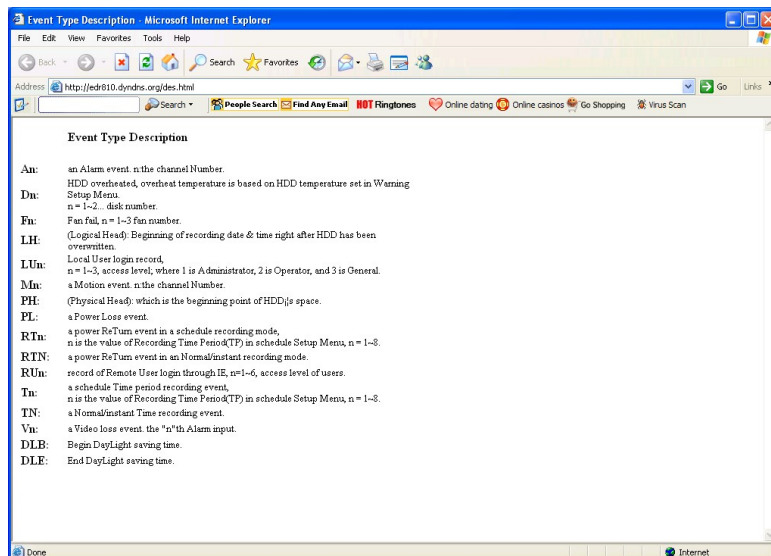 Event Type Description - Microsoft Internet Explorer
File Edit View Favorites Tools Help
Back Search Favorites
Address http://edr810.dyndns.org/des.html Go Links
Search People Search Find Any Email HOT Ringtones Online dating Online casinos Go Shopping Virus Scan
Event Type Description
An: an Alarm event. n:the channel Number.
HDD overheated, overheat temperature is based on HDD temperature set in Warning
Dn: Setup Menu.
n = 1~2... disk number.
Fn: Fan fail, n = 1~3 fan number.
LH: (Logical Head): Beginning of recording date & time right after HDD has been
overwritten.
LUn: Local User login record,
n = 1~3, access level; where 1 is Administrator, 2 is Operator, and 3 is General.
Mn: a Motion event. n:the channel Number.
PH: (Physical Head): which is the beginning point of HDD¡¦s space.
PL: a Power Loss event.
RTn: a power ReTurn event in a schedule recording mode,
n is the value of Recording Time Period(TP) in schedule Setup Menu, n = 1~8.
RTN: a power ReTurn event in an Normal/instant recording mode.
RUn: record of Remote User login through IE, n=1~6, access level of users.
Tn: a schedule Time period recording event,
n is the value of Recording Time Period(TP) in schedule Setup Menu, n = 1~8.
TN: a Normal/instant Time recording event.
Vn: a Video loss event. the "n"th Alarm input.
DLB: Begin DayLight saving time.
DLE: End DayLight saving time.
Done Internet